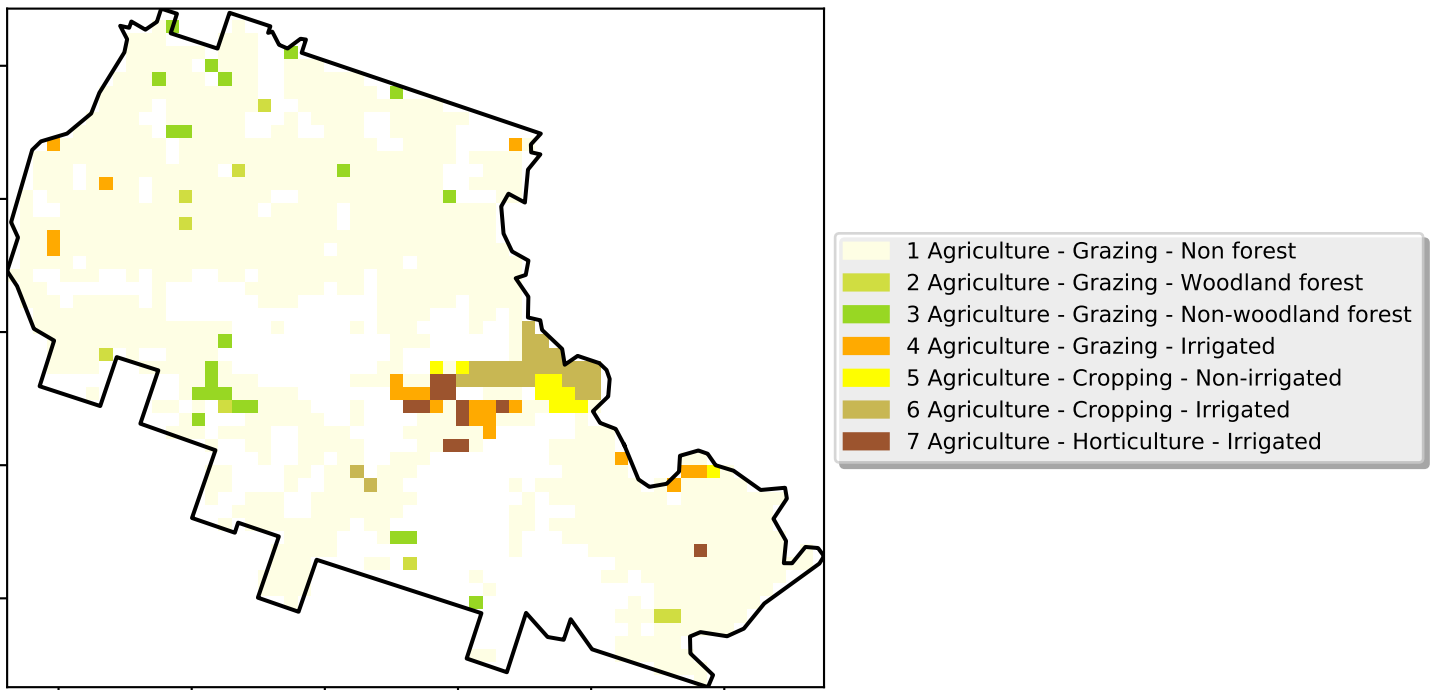 1 Agriculture - Grazing - Non forest
2 Agriculture - Grazing - Woodland forest
3 Agriculture - Grazing - Non-woodland forest
4 Agriculture - Grazing - Irrigated
5 Agriculture - Cropping - Non-irrigated
6 Agriculture - Cropping - Irrigated
7 Agriculture - Horticulture - Irrigated